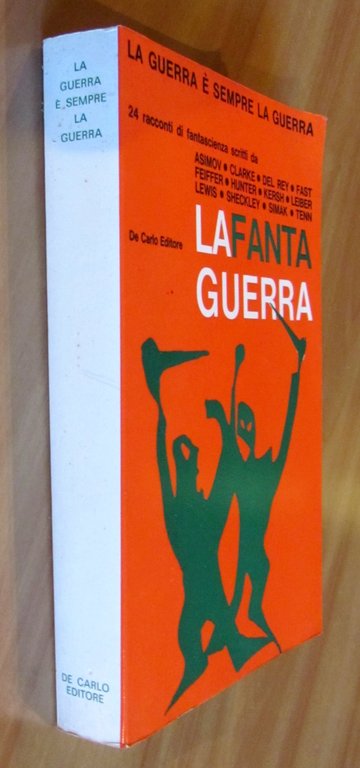 LA
GUERRA
È SEMPRE
LA
GUERRA
DE CARLO
EDITORE
LA GUERRA È SEMPRE LA GUERRA
24 racconti di fantascienza scritti da
ASIMOV • CLARKE • DEL REY • FAST
FEIFFER • HUNTER • KERSH • LEIBER
LEWIS • SHECKLEY • SIMAK • TENN
De Carlo Editore
LAFANTA
GUERRA